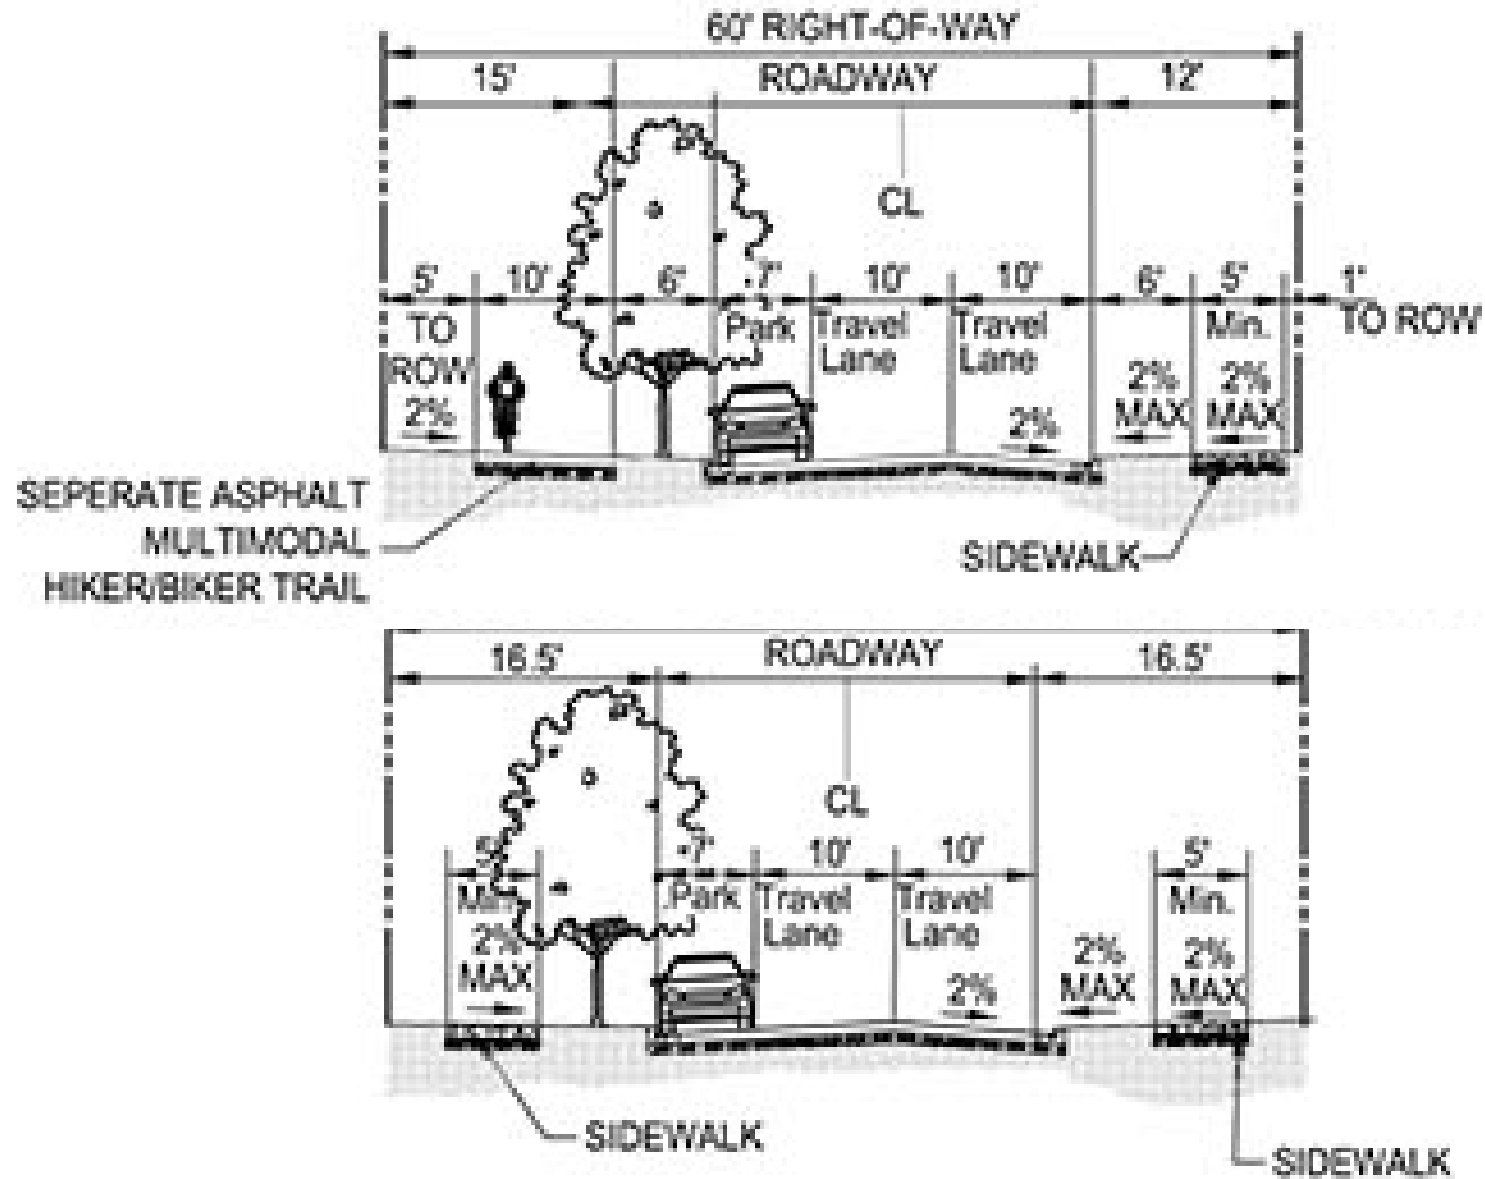 60' RIGHT-OF-WAY
15'
ROADWAY
12'
CL
5'
10'
6'
7'
10'
10'
6'
5'
1'
TO
ROW
2%
Park
Travel
Lane
Travel
Lane
2%
2%
MAX
Min.
2%
MAX
TO ROW
SEPERATE ASPHALT
MULTIMODAL
HIKER/BIKER TRAIL
SIDEWALK
16.5'
ROADWAY
16.5'
CL
5'
7'
10'
10'
5'
Min.
2%
MAX
Park
Travel
Lane
Travel
Lane
2%
2%
MAX
Min.
2%
MAX
SIDEWALK
SIDEWALK